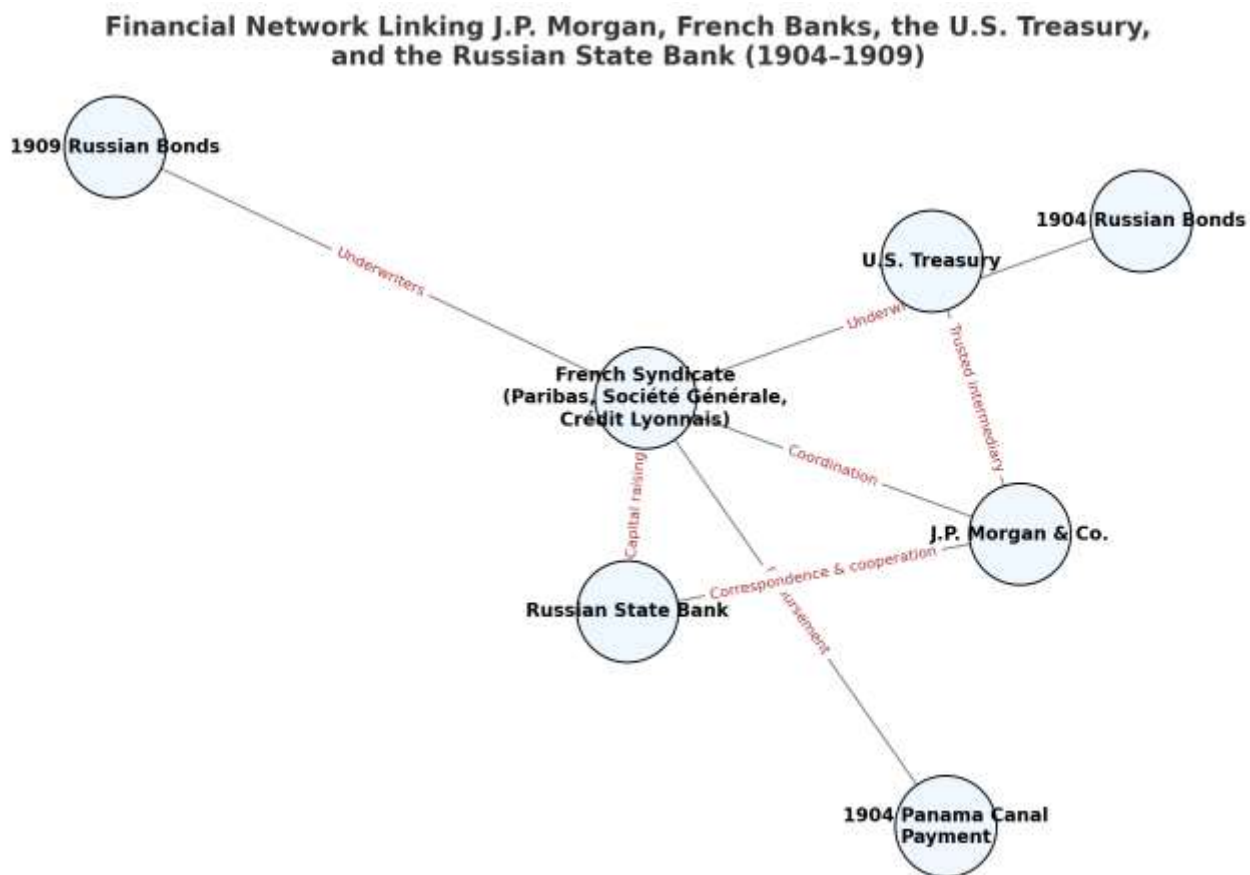 Financial Network Linking J.P. Morgan, French Banks, the U.S. Treasury,
and the Russian State Bank (1904–1909)
1909 Russian Bonds
1904 Russian Bonds
U.S. Treasury
Underwriters
Trusted intermediary
French Syndicate
(Paribas, Société Générale,
Crédit Lyonnais)
Coordination
Capital raising
J.P. Morgan & Co.
Correspondence & cooperation
Russian State Bank
1904 Panama Canal
Payment